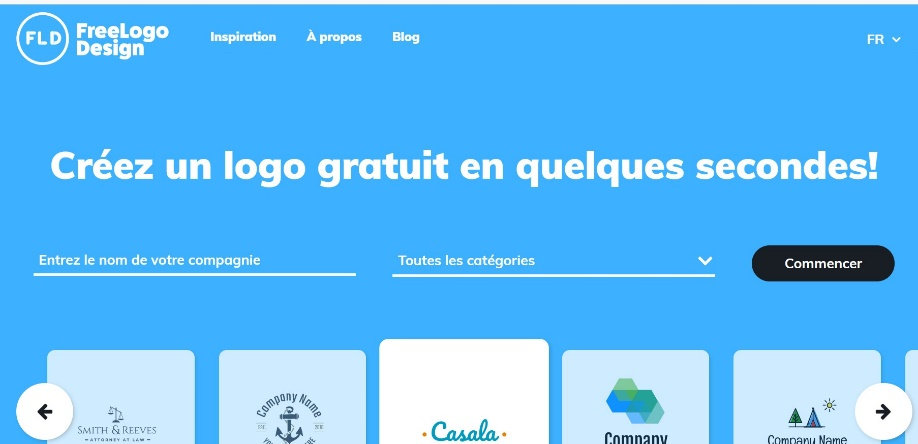 FLD FreeLogo Design
Inspiration À propos Blog
FR
Créez un logo gratuit en quelques secondes!
Entrez le nom de votre compagnie
Toutes les catégories
Commencer
SMITH & REEVES
ATTORNEY AT LAW
Company Name
Casala
Company
Company Name